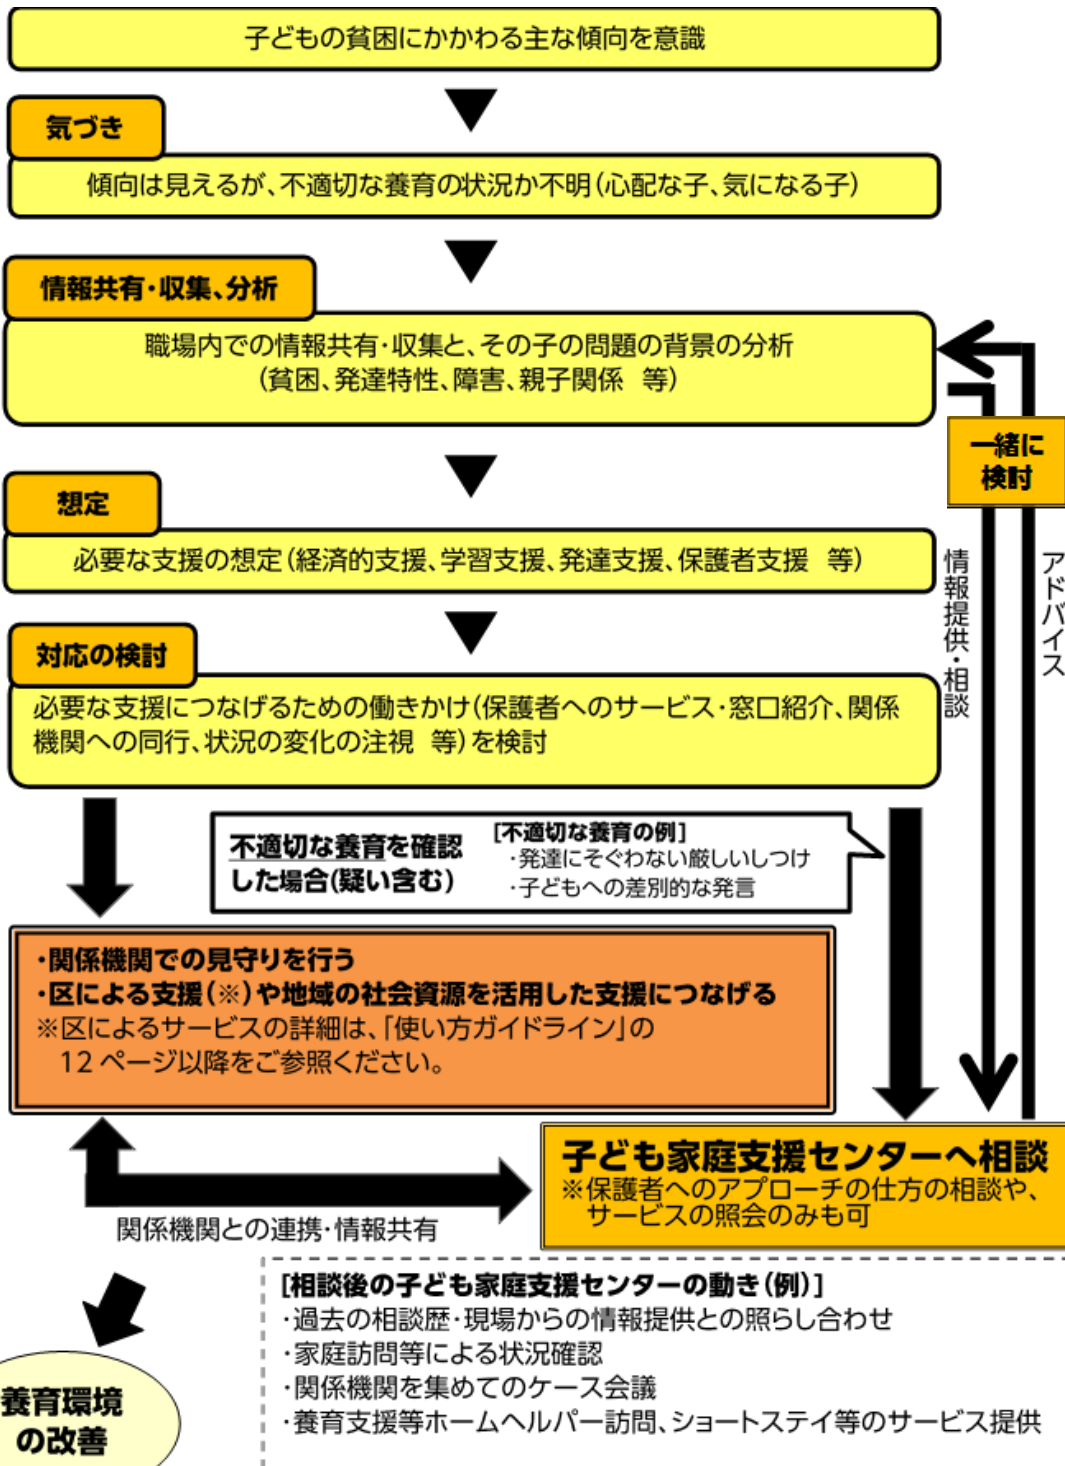 子どもの貧困にかかわる主な傾向を意識
気づき
傾向は見えるが、不適切な養育の状況か不明（心配な子、気になる子）
情報共有・収集、分析
職場内での情報共有・収集と、その子の問題の背景の分析
（貧困、発達特性、障害、親子関係　等）
一緒に
検討
想定
必要な支援の想定（経済的支援、学習支援、発達支援、保護者支援　等）
情報提供・相談
アドバイス
対応の検討
必要な支援につなげるための働きかけ（保護者へのサービス・窓口紹介、関係
機関への同行、状況の変化の注視　等）を検討
不適切な養育を確認
した場合（疑い含む）
［不適切な養育の例］
・発達にそぐわない厳しいしつけ
・子どもへの差別的な発言
・関係機関での見守りを行う
・区による支援（※）や地域の社会資源を活用した支援につなげる
※区によるサービスの詳細は、「使い方ガイドライン」の
12 ページ以降をご参照ください。
子ども家庭支援センターへ相談
※保護者へのアプローチの仕方の相談や、
サービスの照会のみも可
関係機関との連携・情報共有
［相談後の子ども家庭支援センターの動き（例）］
・過去の相談歴・現場からの情報提供との照らし合わせ
・家庭訪問等による状況確認
・関係機関を集めてのケース会議
・養育支援等ホームヘルパー訪問、ショートステイ等のサービス提供
養育環境
の改善